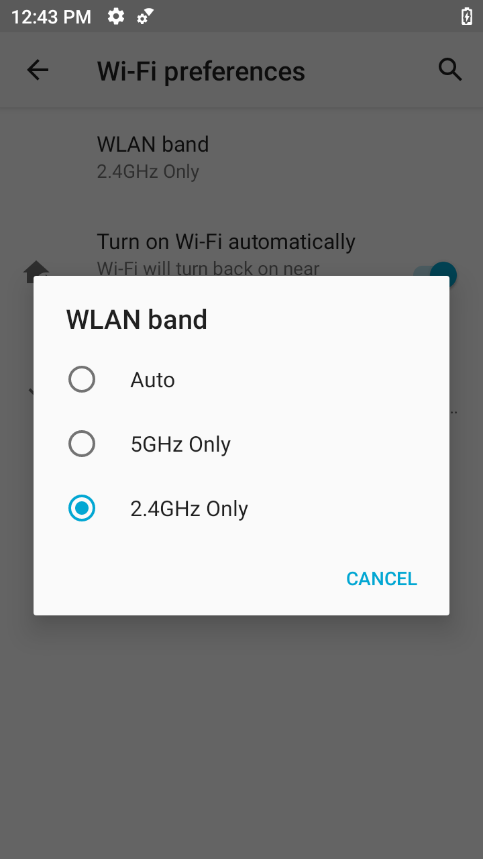 12:43 PM
Wi-Fi preferences
WLAN band
2.4GHz Only
Turn on Wi-Fi automatically
Wi-Fi will turn back on near
WLAN band
Auto
5GHz Only
2.4GHz Only
CANCEL